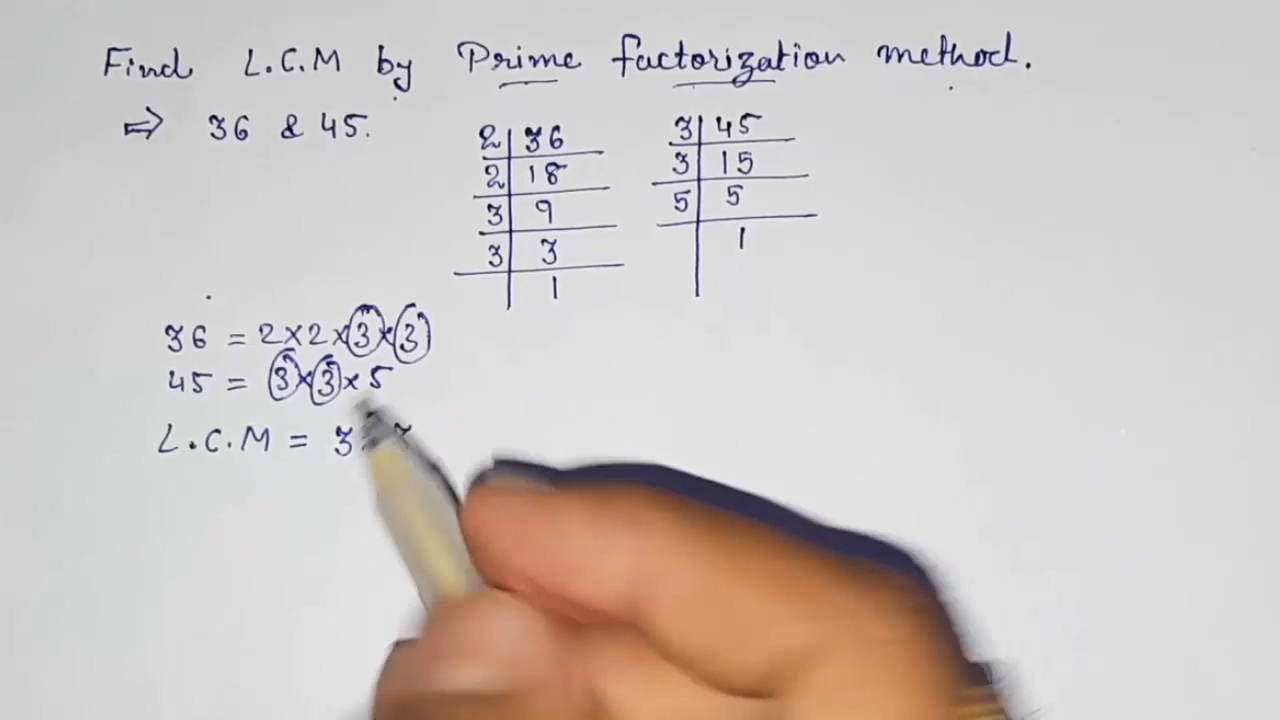 Find L.C.M by Prime factorization method.
⇒ 36 & 45.
2 | 36
2 | 18
3 | 9
3 | 3
1
3 | 45
3 | 15
5 | 5
1
36 = 2×2×3×3
45 = 3×3×5
L.C.M = 3